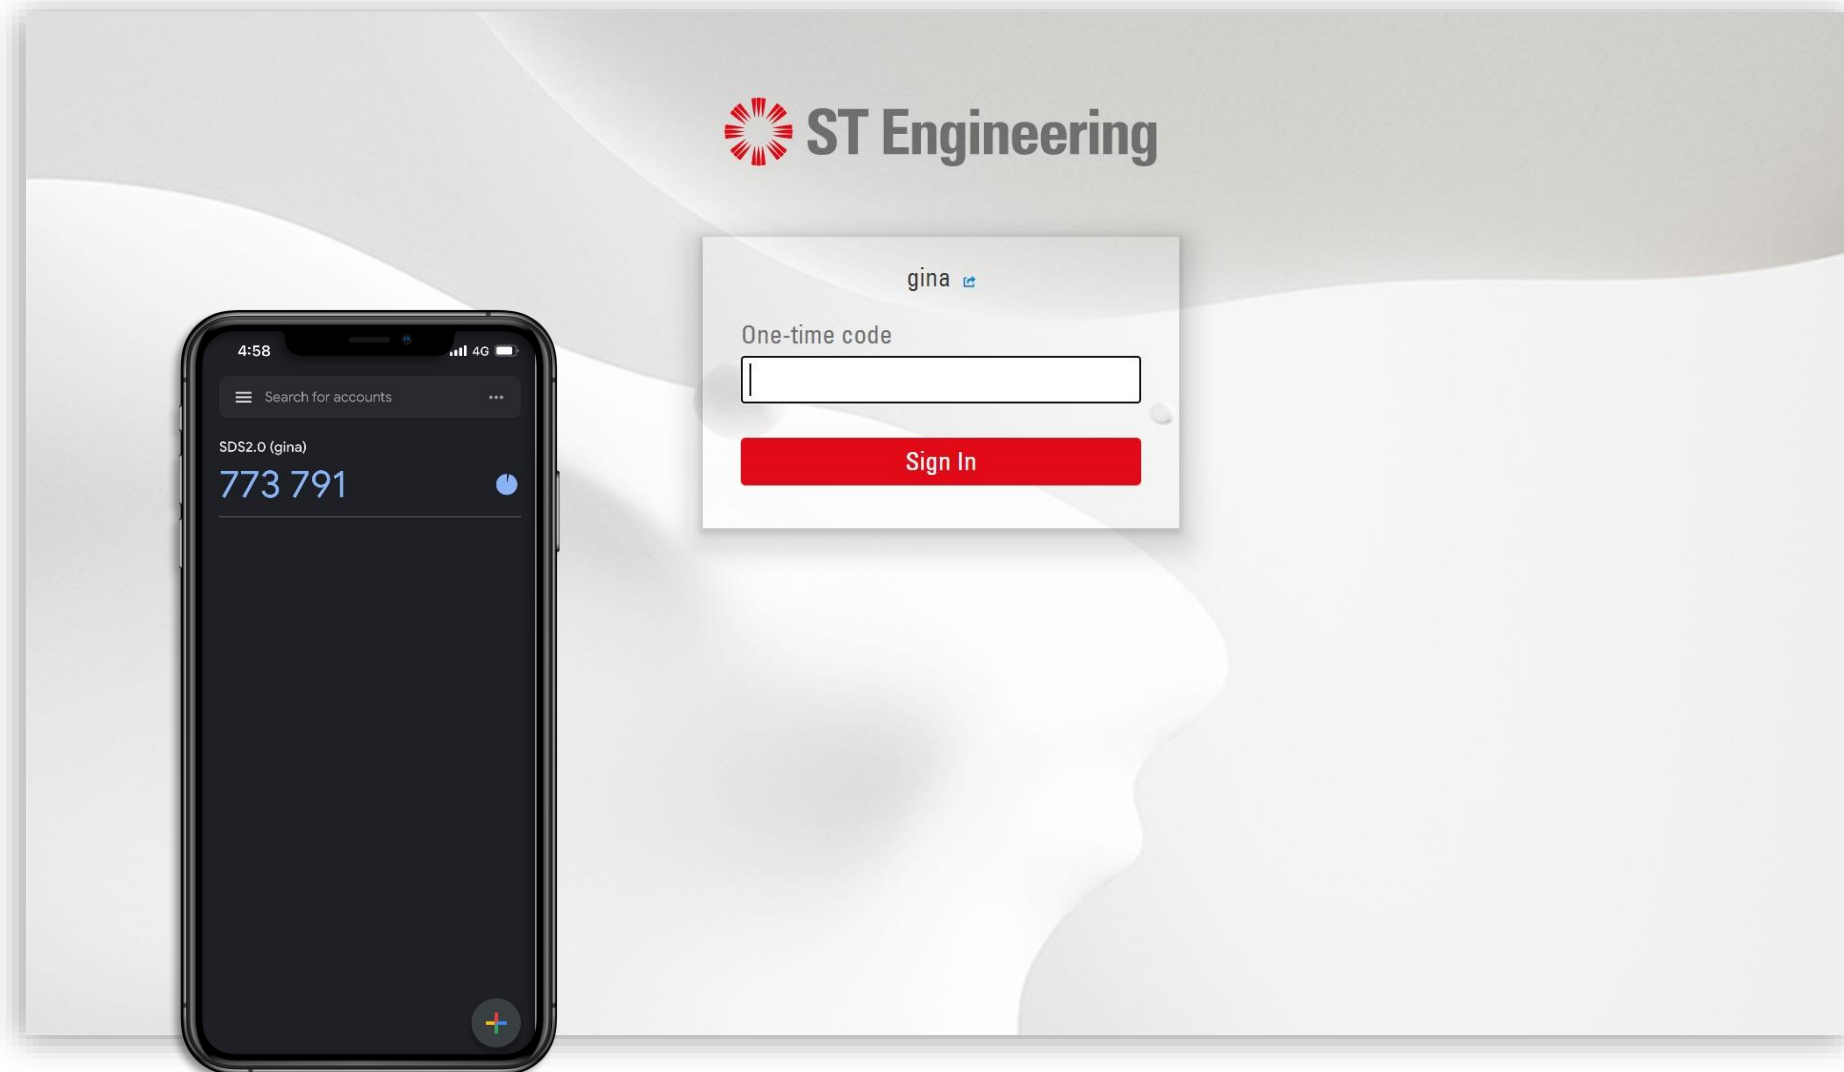 ST Engineering
gina
One-time code
Sign In
4:58
4G
Search for accounts
SDS2.0 (gina)
773 791